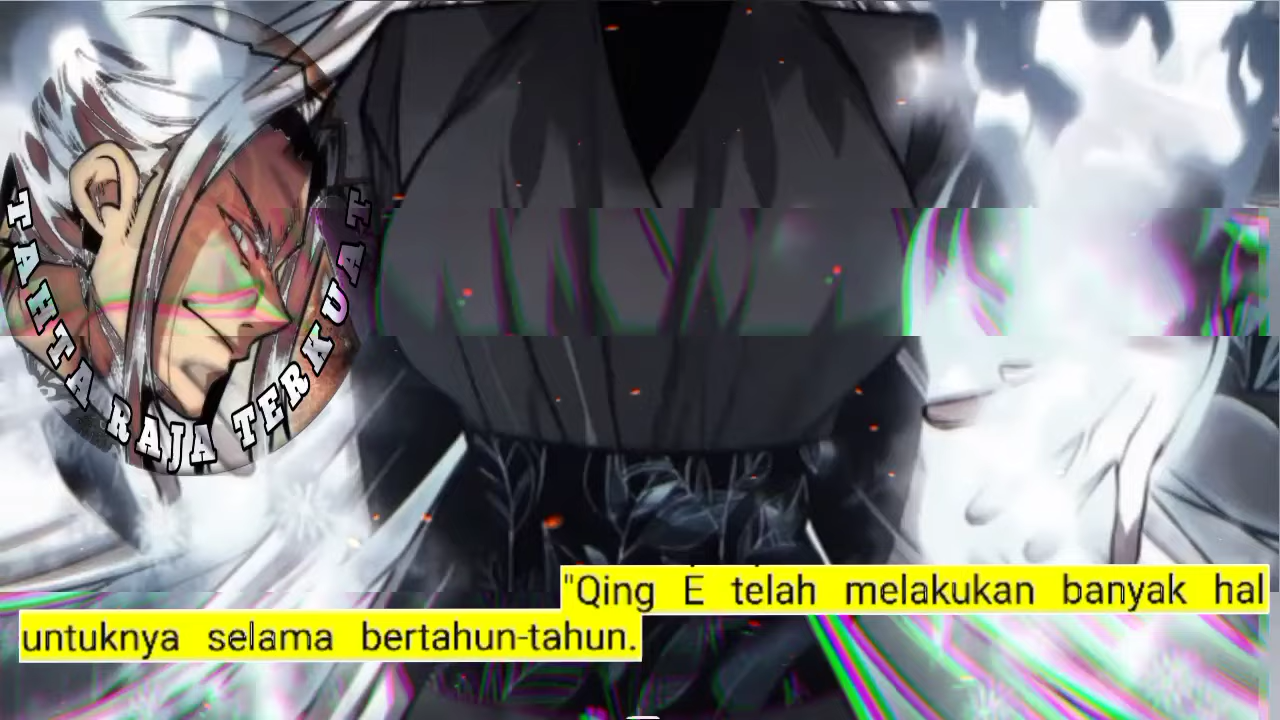 TAHTA RAJA TERKUAT
"Qing E telah melakukan banyak hal
untuknya selama bertahun-tahun.